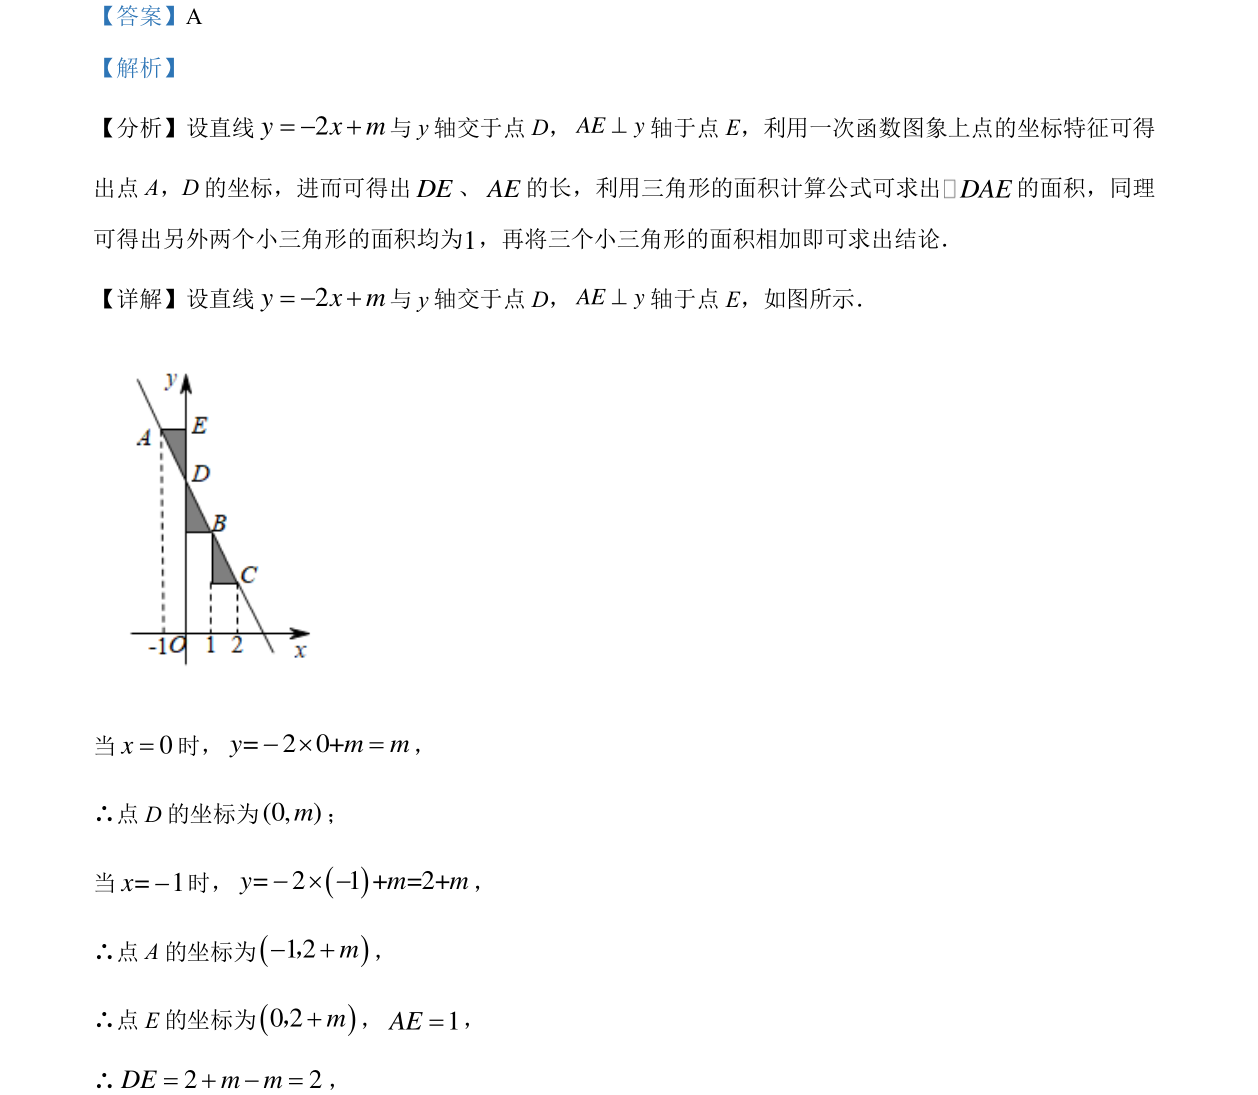 【答案】A
【解析】
【分析】设直线 y = −2x + m 与 y 轴交于点 D， AE ⊥ y 轴于点 E，利用一次函数图象上点的坐标特征可得
出点 A，D 的坐标，进而可得出 DE 、 AE 的长，利用三角形的面积计算公式可求出□DAE 的面积，同理
可得出另外两个小三角形的面积均为1，再将三个小三角形的面积相加即可求出结论．
【详解】设直线 y = −2x + m 与 y 轴交于点 D， AE ⊥ y 轴于点 E，如图所示．
y
E
A
D
B
C
-1O 1 2 x
当 x = 0 时， y= − 2×0+m = m，
∴点 D 的坐标为(0, m)；
当 x= −1时， y= − 2×(−1)+m=2+m，
∴点 A 的坐标为(−1,2 + m)，
∴点 E 的坐标为(0,2 + m)， AE =1，
∴ DE = 2 + m − m = 2，